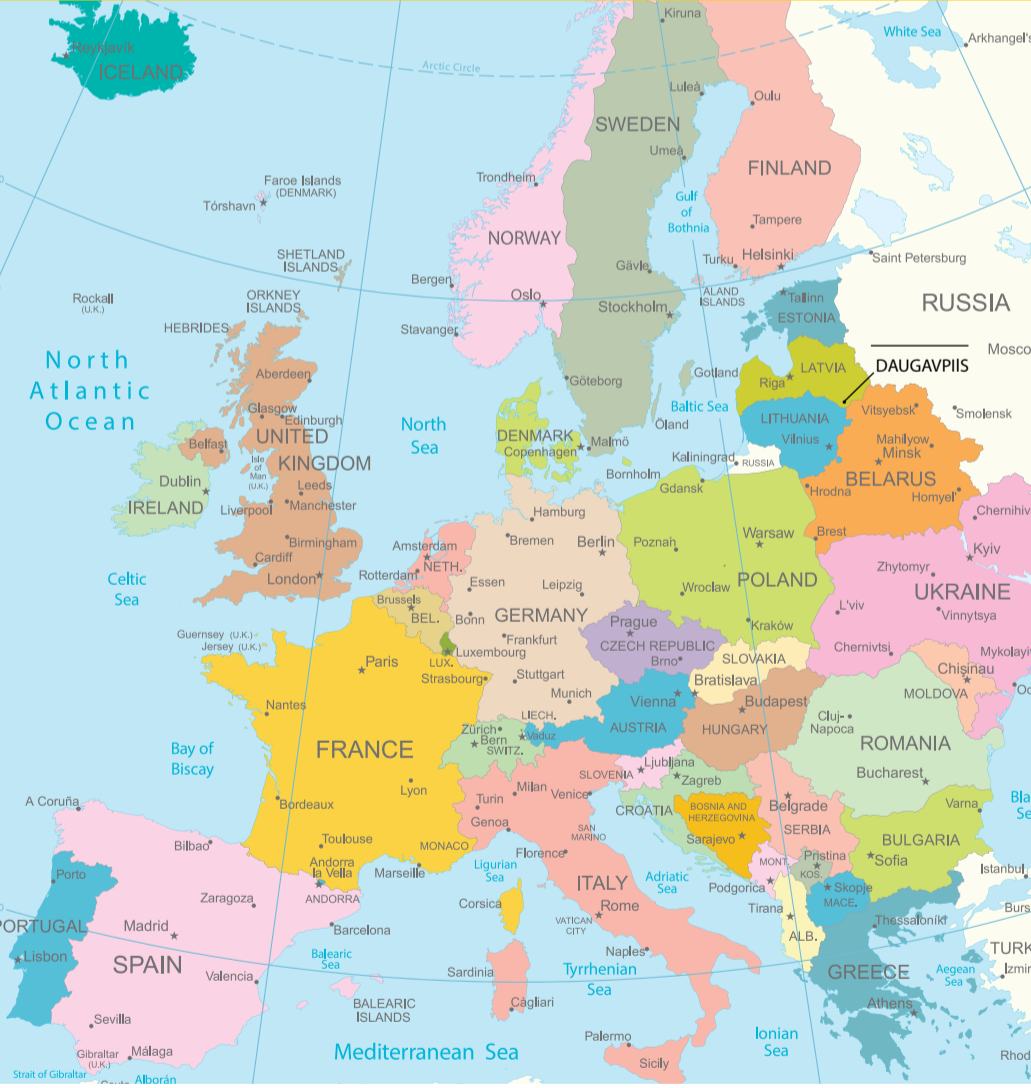 Kiruna
White Sea
Arkhangel's
Reykjavik
ICELAND
Arctic Circle
Luleå
Oulu
SWEDEN
Umeå
FINLAND
Trondheim
Faroe Islands
(DENMARK)
Tórshavn
Gulf
of
Bothnia
Tampere
NORWAY
SHETLAND
ISLANDS
Gävle
Turku
Helsinki
Saint Petersburg
Bergen
ALAND
ISLANDS
Rockall
(U.K.)
ORKNEY
ISLANDS
Oslo
Stockholm
Tallinn
ESTONIA
RUSSIA
HEBRIDES
Stavanger
Mosco
North
Atlantic
Ocean
Aberdeen
Göteborg
Gotland
LATVIA
Riga
DAUGAVPIIS
Glasgow
Edinburgh
North
Sea
Baltic Sea
Öland
LITHUANIA
Vitsyebsk
Smolensk
Belfast
UNITED
KINGDOM
Isle
of
Man
(U.K.)
DENMARK
Copenhagen
Malmö
Vilnius
Mahilyow
Minsk
Kaliningrad
RUSSIA
Bornholm
Gdansk
BELARUS
Dublin
IRELAND
Leeds
Liverpool
Manchester
Hrodna
Homyel'
Hamburg
Chernihiv
Birmingham
Bremen
Berlin
Poznań
Warsaw
Brest
Cardiff
London
Amsterdam
NETH.
Rotterdam
Kyiv
Zhytomyr
Celtic
Sea
Essen
Leipzig
Wroclaw
POLAND
UKRAINE
Brussels
BEL.
Bonn
GERMANY
L'viv
Vinnytsya
Guernsey (U.K.)
Jersey (U.K.)
Frankfurt
Prague
CZECH REPUBLIC
Brno
Kraków
LUX.
Luxembourg
SLOVAKIA
Chernivtsi
Mykolayiv
Paris
Strasbourg
Stuttgart
Bratislava
Chișinau
MOLDOVA
Munich
Vienna
Budapest
Nantes
LIECH.
Vaduz
AUSTRIA
HUNGARY
Cluj-
Napoca
Zürich
Bern
SWITZ.
FRANCE
ROMANIA
Bay of
Biscay
Ljubljana
SLOVENIA
Zagreb
Bucharest
Lyon
Milan
Venice
Turin
CROATIA
BOSNIA AND
HERZEGOVINA
Belgrade
Varna
A Coruña
Bordeaux
Genoa
SAN
MARINO
SERBIA
Sarajevo
BULGARIA
Bilbao
Toulouse
MONACO
Florence
Sofia
Andorra
la Vella
Marseille
Ligurian
Sea
Adriatic
Sea
MONT.
Pristina
KOS.
Istanbul
Porto
ANDORRA
ITALY
Podgorica
Skopje
MACE.
Zaragoza
Corsica
Rome
Tirana
Burs
PORTUGAL
Madrid
Barcelona
VATICAN
CITY
Thessaloníki
ALB.
Lisbon
SPAIN
Balearic
Sea
Naples
TURK
Valencia
Sardinia
Tyrrhenian
Sea
GREECE
Aegean
Sea
Izmir
BALEARIC
ISLANDS
Cágliari
Athens
Sevilla
Palermo
Ionian
Sea
Gibraltar
(U.K.)
Málaga
Mediterranean Sea
Sicily
Rhod
Strait of Gibraltar
Alborán